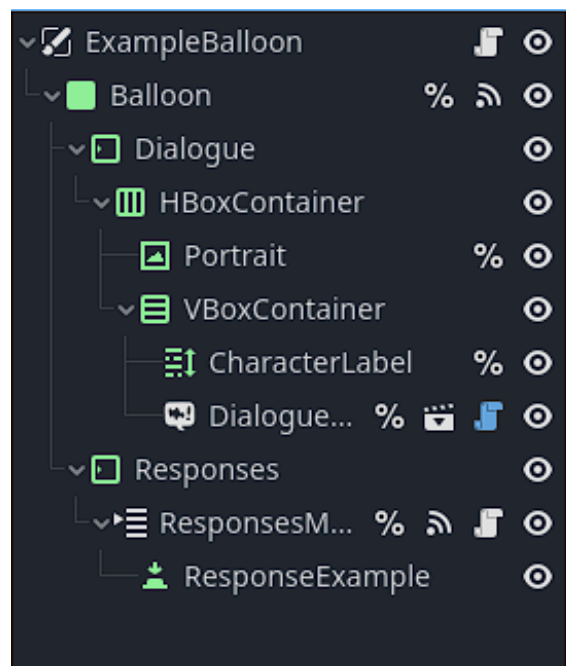 ExampleBalloon
Balloon %
Dialogue
HBoxContainer
Portrait %
VBoxContainer
CharacterLabel %
Dialogue... %
Responses
ResponsesM... %
ResponseExample